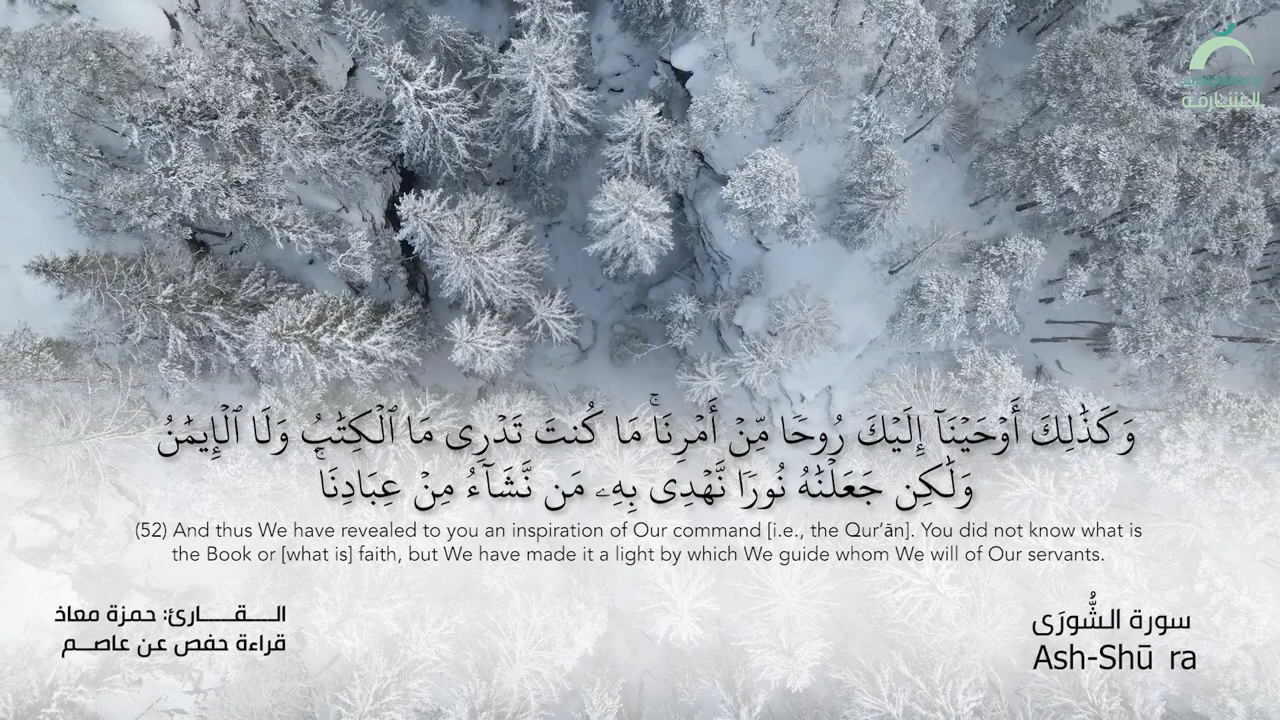 الشارقة
وَكَذَٰلِكَ أَوْحَيْنَآ إِلَيْكَ رُوحًا مِّنْ أَمْرِنَا ۚ مَا كُنتَ تَدْرِى مَا ٱلْكِتَٰبُ وَلَا ٱلْإِيمَٰنُ
وَلَٰكِن جَعَلْنَٰهُ نُورًا نَّهْدِى بِهِۦ مَن نَّشَآءُ مِنْ عِبَادِنَا ۚ
(52) And thus We have revealed to you an inspiration of Our command [i.e., the Qur’ān]. You did not know what is
the Book or [what is] faith, but We have made it a light by which We guide whom We will of Our servants.
سورة الشُّورَى
Ash-Shū ra
الـــقـــارئ: حمزة معاذ
قراءة حفص عن عاصـم